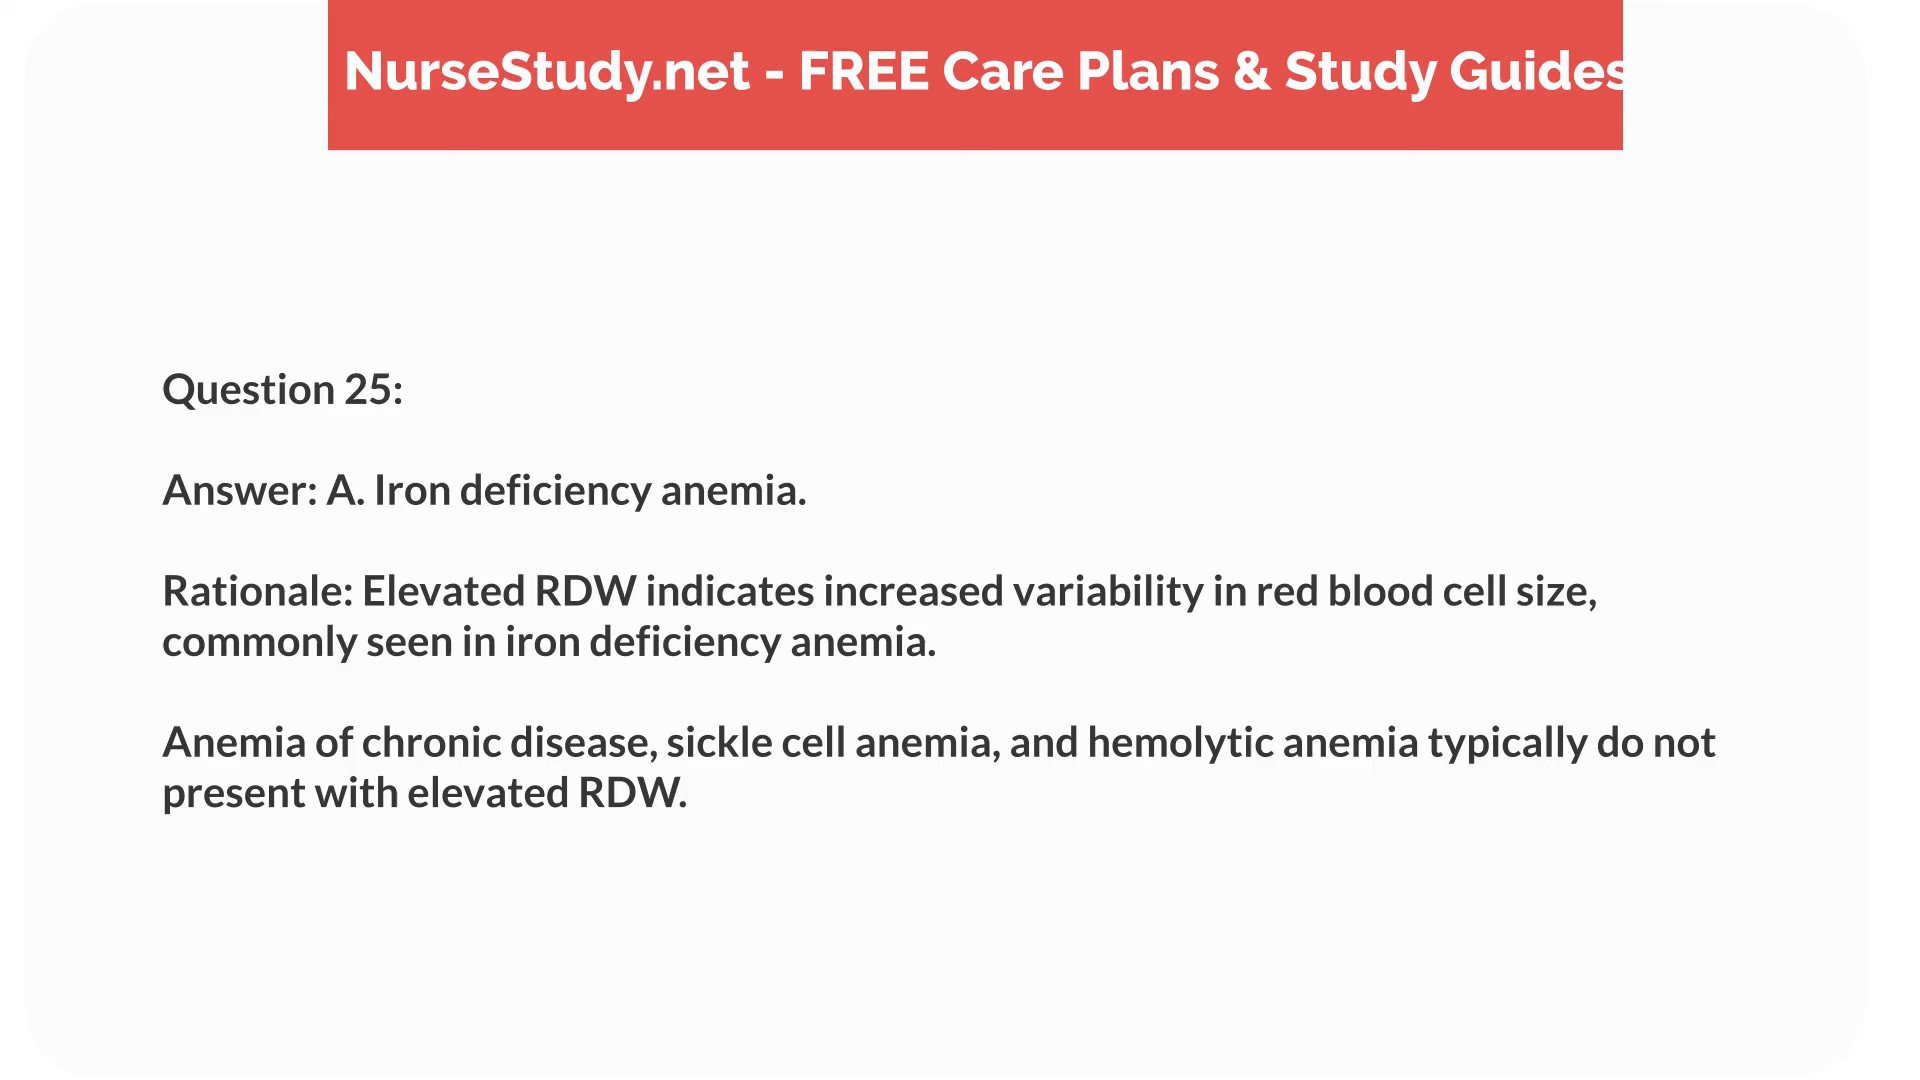 NurseStudy.net - FREE Care Plans & Study Guides
Question 25:
Answer: A. Iron deficiency anemia.
Rationale: Elevated RDW indicates increased variability in red blood cell size,
commonly seen in iron deficiency anemia.
Anemia of chronic disease, sickle cell anemia, and hemolytic anemia typically do not
present with elevated RDW.